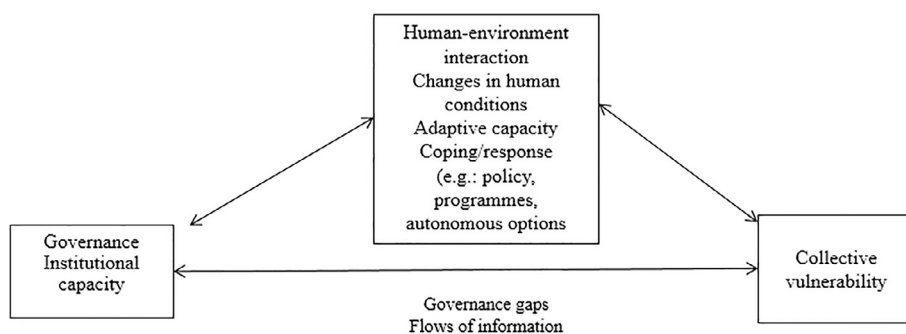 Human-environment
interaction
Changes in human
conditions
Adaptive capacity
Coping/response
(e.g.: policy,
programmes,
autonomous options
Governance
Institutional
capacity
Collective
vulnerability
Governance gaps
Flows of information